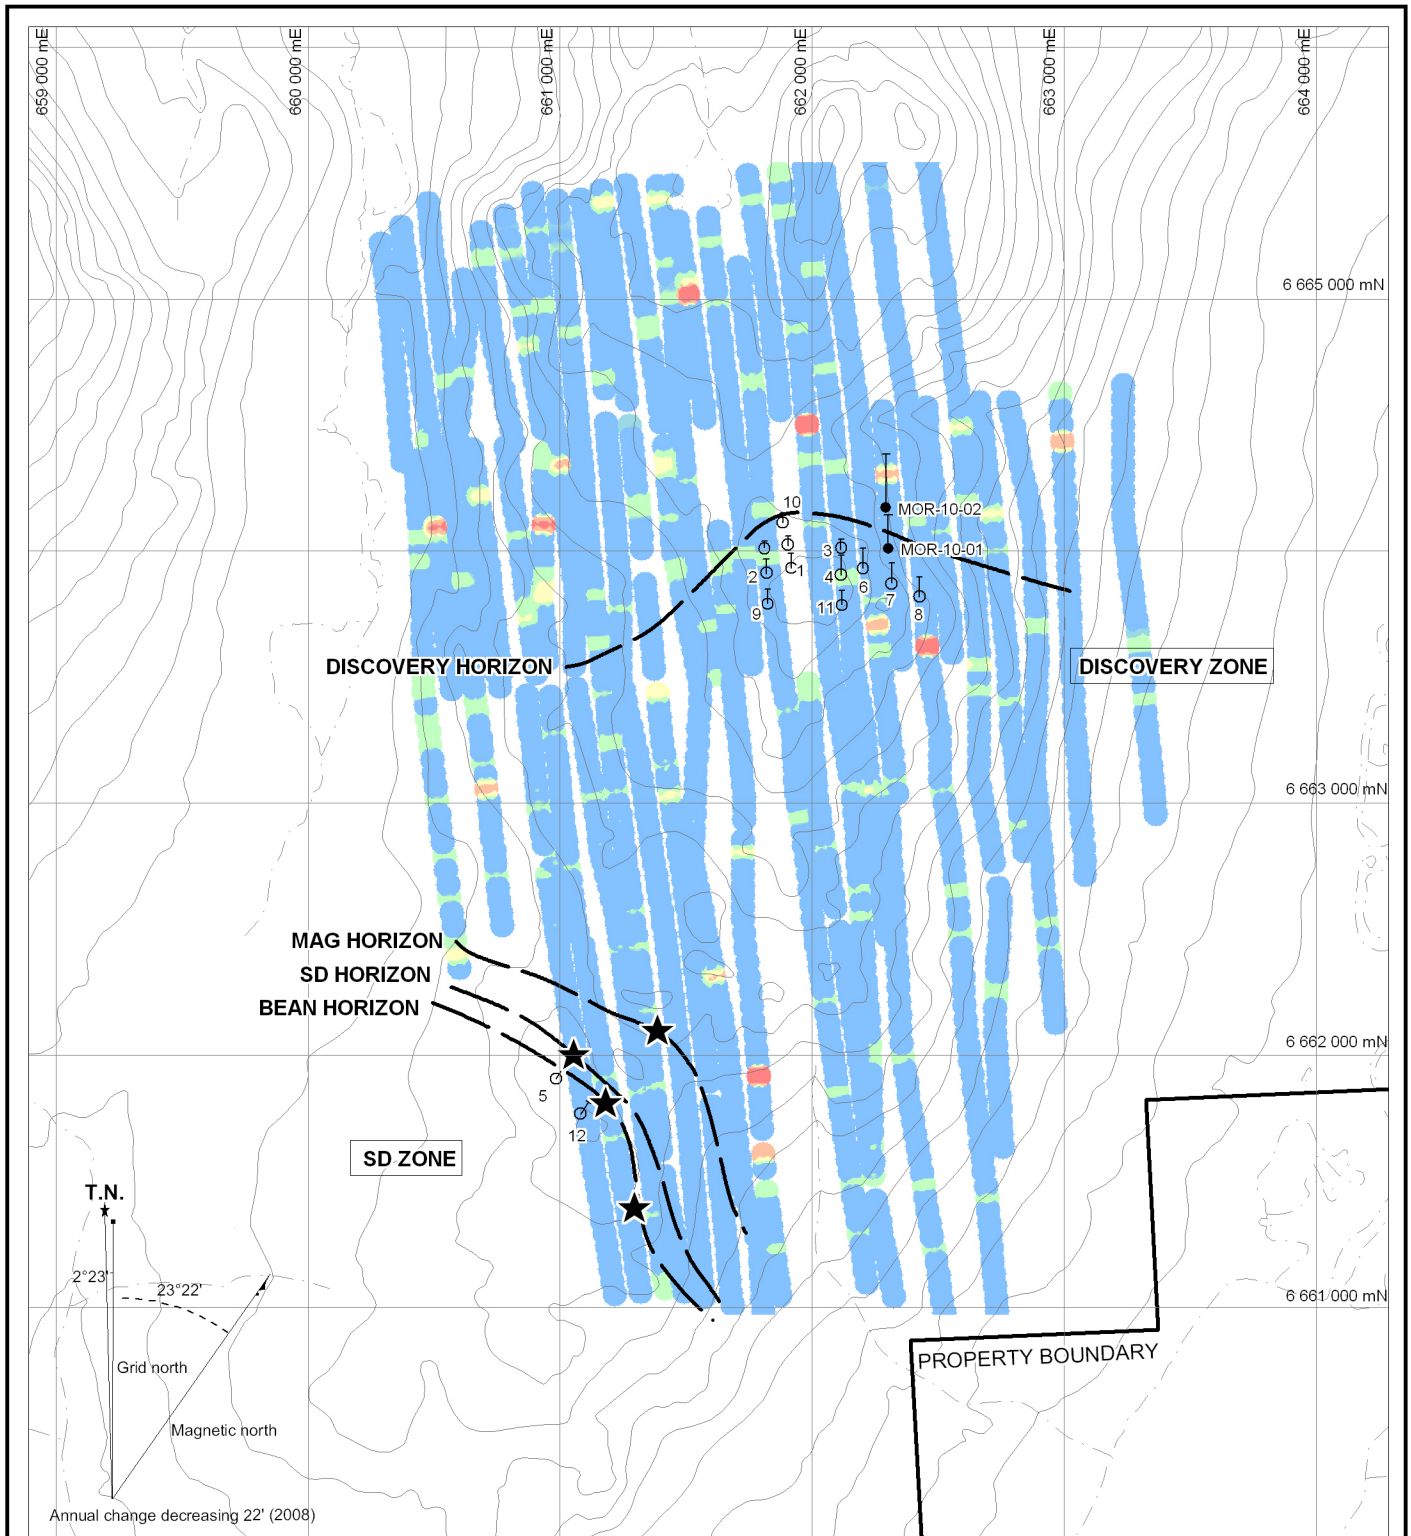 659 000 mE
660 000 mE
661 000 mE
662 000 mE
663 000 mE
664 000 mE
6 665 000 mN
10
MOR-10-02
3
MOR-10-01
1
2
4
6
7
8
9
11
DISCOVERY HORIZON
DISCOVERY ZONE
6 663 000 mN
MAG HORIZON
SD HORIZON
BEAN HORIZON
6 662 000 mN
5
12
SD ZONE
T.N.
2°23'
23°22'
6 661 000 mN
PROPERTY BOUNDARY
Grid north
Magnetic north
Annual change decreasing 22' (2008)